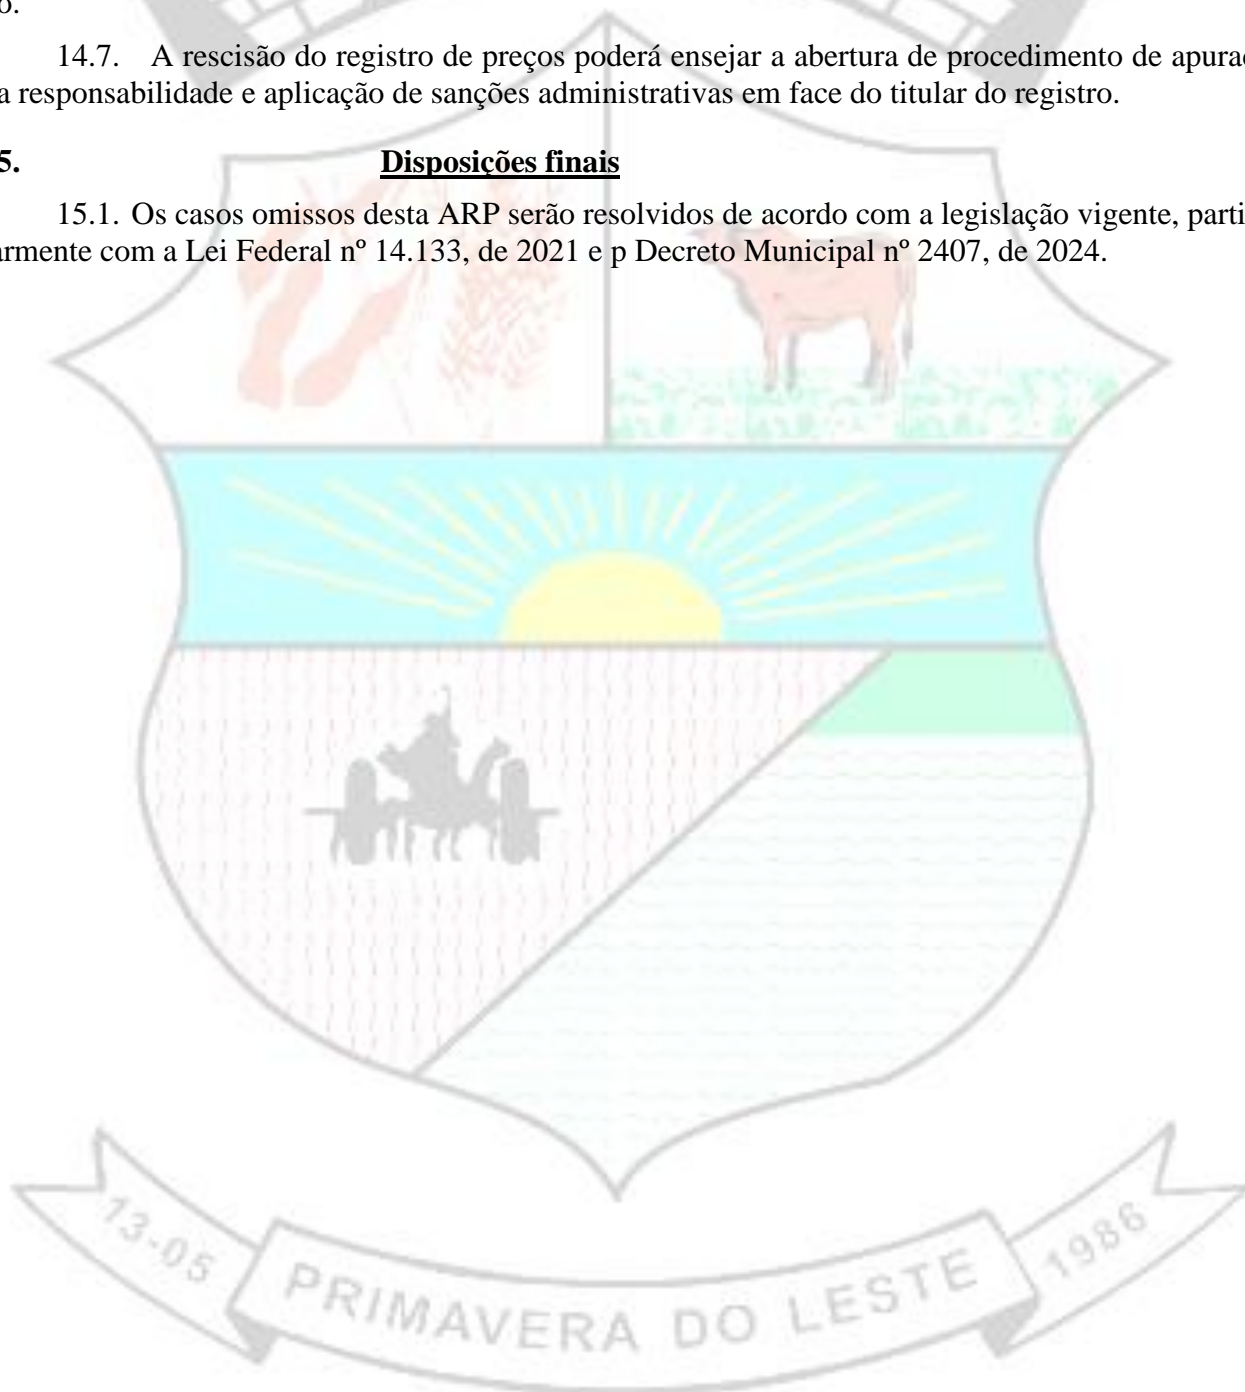 o.
14.7. A rescisão do registro de preços poderá ensejar a abertura de procedimento de apuraç
a responsabilidade e aplicação de sanções administrativas em face do titular do registro.
5. Disposições finais
15.1. Os casos omissos desta ARP serão resolvidos de acordo com a legislação vigente, parti
armente com a Lei Federal nº 14.133, de 2021 e p Decreto Municipal nº 2407, de 2024.
13-05 PRIMAVERA DO LESTE 1986